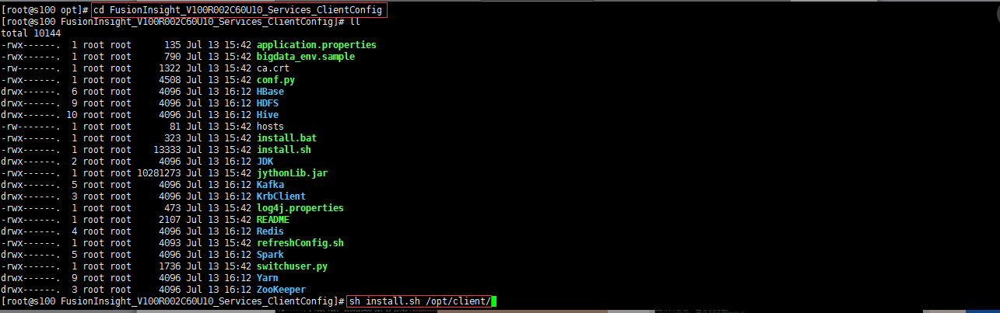 [root@s100 opt]# cd FusionInsight_V100R002C60U10_Services_ClientConfig
[root@s100 FusionInsight_V100R002C60U10_Services_ClientConfig]# ll
total 10144
-rwx------.  1 root root      135 Jul 13 15:42 application.properties
-rwx------.  1 root root      790 Jul 13 15:42 bigdata_env.sample
-rw-------.  1 root root     1322 Jul 13 15:42 ca.crt
-rwx------.  1 root root     4508 Jul 13 15:42 conf.py
drwx------.  6 root root     4096 Jul 13 16:12 HBase
drwx------.  9 root root     4096 Jul 13 16:12 HDFS
drwx------. 10 root root     4096 Jul 13 16:12 Hive
-rw-------.  1 root root       81 Jul 13 15:42 hosts
-rwx------.  1 root root      323 Jul 13 15:42 install.bat
-rwx------.  1 root root    13333 Jul 13 15:42 install.sh
drwx------.  2 root root     4096 Jul 13 16:12 JDK
-rwx------.  1 root root 10281273 Jul 13 15:42 jythonLib.jar
drwx------.  5 root root     4096 Jul 13 16:12 Kafka
drwx------.  3 root root     4096 Jul 13 16:12 KrbClient
-rwx------.  1 root root      473 Jul 13 15:42 log4j.properties
-rwx------.  1 root root     2107 Jul 13 15:42 README
drwx------.  4 root root     4096 Jul 13 16:12 Redis
-rwx------.  1 root root     4093 Jul 13 15:42 refreshConfig.sh
drwx------.  5 root root     4096 Jul 13 16:12 Spark
-rwx------.  1 root root     1736 Jul 13 15:42 switchuser.py
drwx------.  9 root root     4096 Jul 13 16:12 Yarn
drwx------.  3 root root     4096 Jul 13 16:12 ZooKeeper
[root@s100 FusionInsight_V100R002C60U10_Services_ClientConfig]# sh install.sh /opt/client/